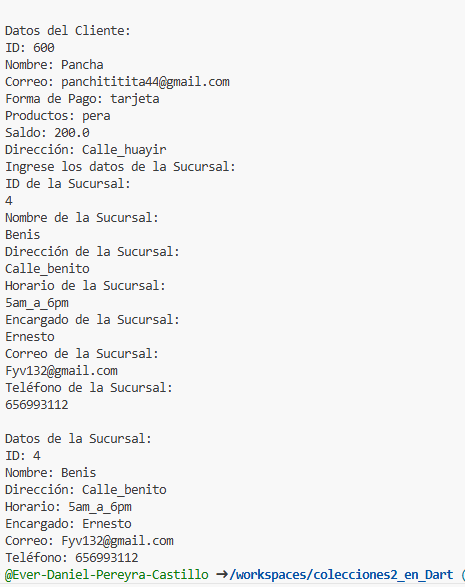 Datos del Cliente:
ID: 600
Nombre: Pancha
Correo: panchititita44@gmail.com
Forma de Pago: tarjeta
Productos: pera
Saldo: 200.0
Dirección: Calle_huayir
Ingrese los datos de la Sucursal:
ID de la Sucursal:
4
Nombre de la Sucursal:
Benis
Dirección de la Sucursal:
Calle_benito
Horario de la Sucursal:
5am_a_6pm
Encargado de la Sucursal:
Ernesto
Correo de la Sucursal:
Fyv132@gmail.com
Teléfono de la Sucursal:
656993112
Datos de la Sucursal:
ID: 4
Nombre: Benis
Dirección: Calle_benito
Horario: 5am_a_6pm
Encargado: Ernesto
Correo: Fyv132@gmail.com
Teléfono: 656993112
@Ever-Daniel-Pereyra-Castillo ➜/workspaces/colecciones2_en_Dart (